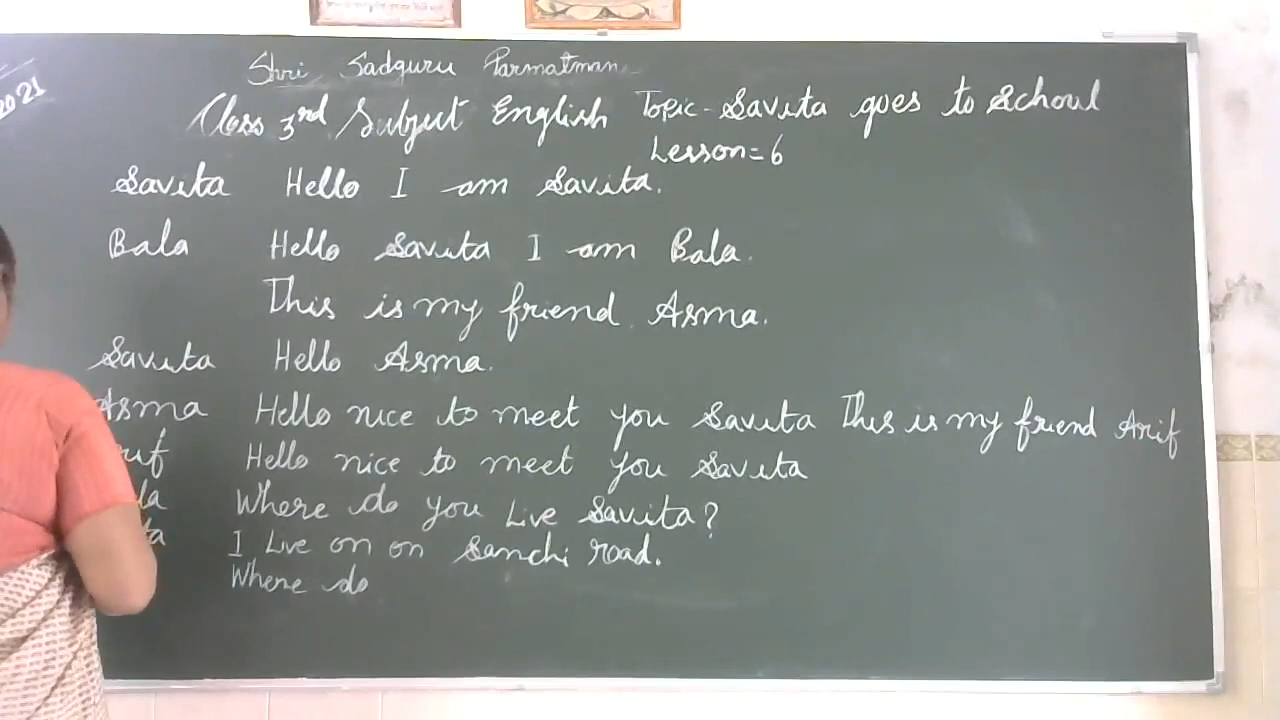 Shri Sadguru Parmatman
2021
Class 3rd Subject English Topic - Savita goes to School
Lesson = 6
Savita Hello I am Savita.
Bala Hello Savita I am Bala.
This is my friend Asma.
Savita Hello Asma.
Asma Hello nice to meet you Savita This is my friend Arif
uf Hello nice to meet you Savita
la Where do you Live Savita?
ta I Live on on Sanchi road.
Where do